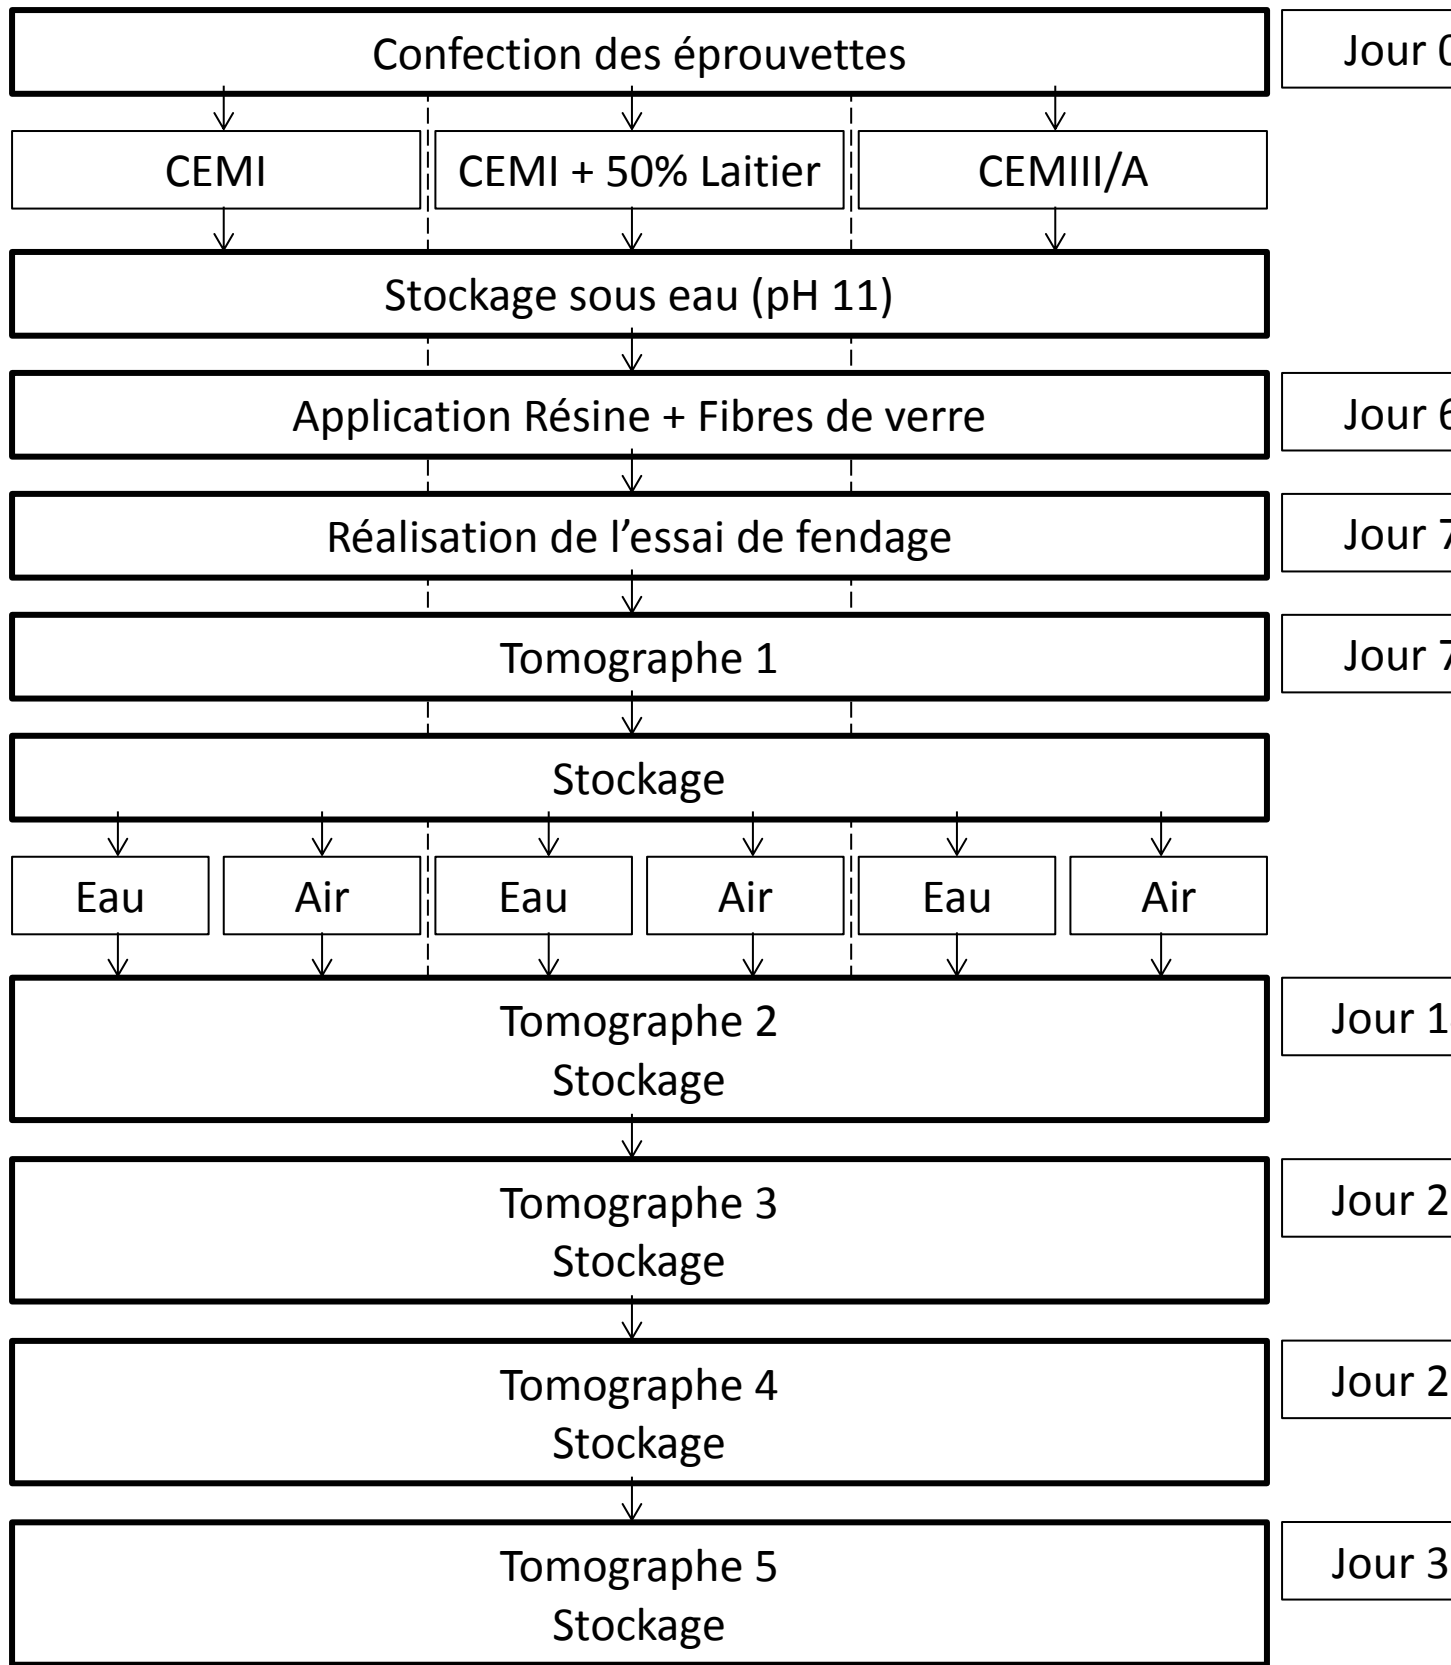 Confection des éprouvettes
Jour 0
CEMI
CEMI + 50% Laitier
CEMIII/A
Stockage sous eau (pH 11)
Application Résine + Fibres de verre
Jour 6
Réalisation de l’essai de fendage
Jour 7
Tomographe 1
Jour 7
Stockage
Eau
Air
Eau
Air
Eau
Air
Tomographe 2
Stockage
Jour 1
Tomographe 3
Stockage
Jour 2
Tomographe 4
Stockage
Jour 2
Tomographe 5
Stockage
Jour 3